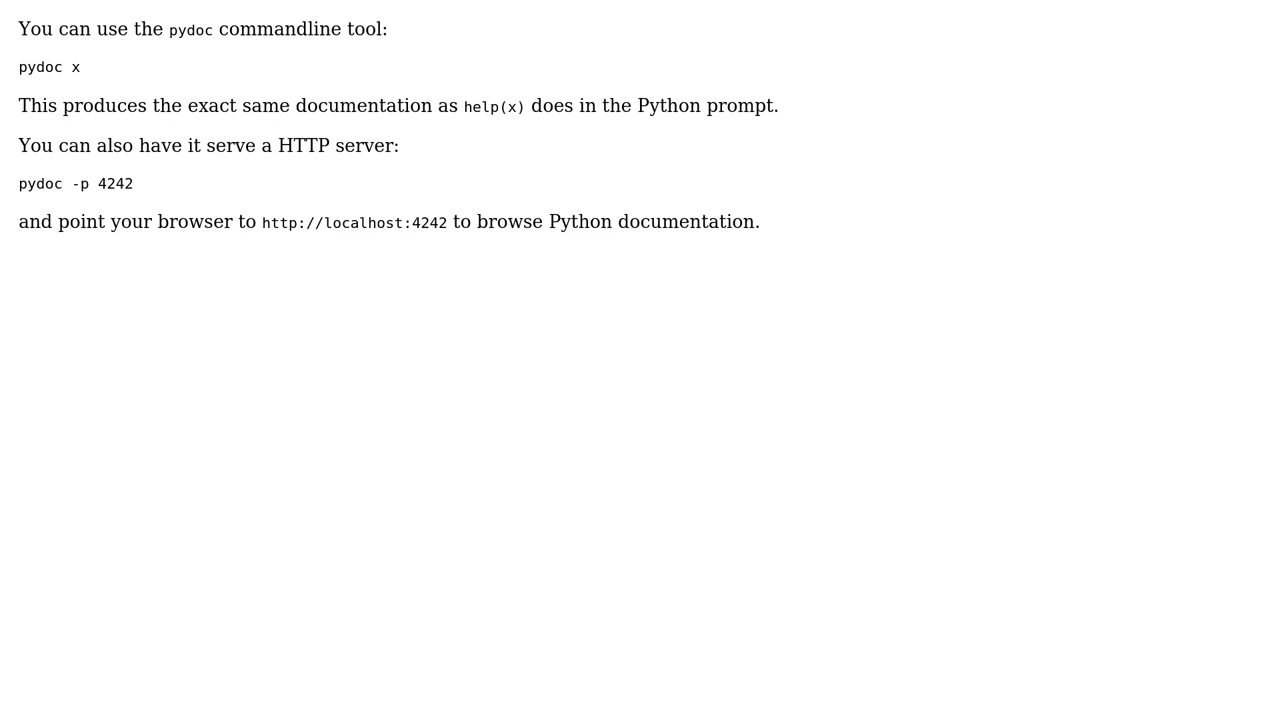 You can use the pydoc commandline tool:
pydoc x
This produces the exact same documentation as help(x) does in the Python prompt.
You can also have it serve a HTTP server:
pydoc -p 4242
and point your browser to http://localhost:4242 to browse Python documentation.